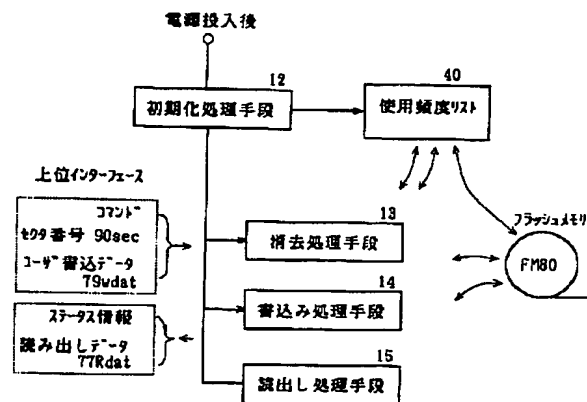 電源投入後
12
初期化処理手段
40
使用頻度リスト
上位インターフェース
コマンド
セクタ番号 90sec
ユーザ書込データ
79wdat
ステータス情報
読み出しデータ
77Rdat
13
消去処理手段
14
書込み処理手段
15
読出し処理手段
フラッシュメモリ
FM80